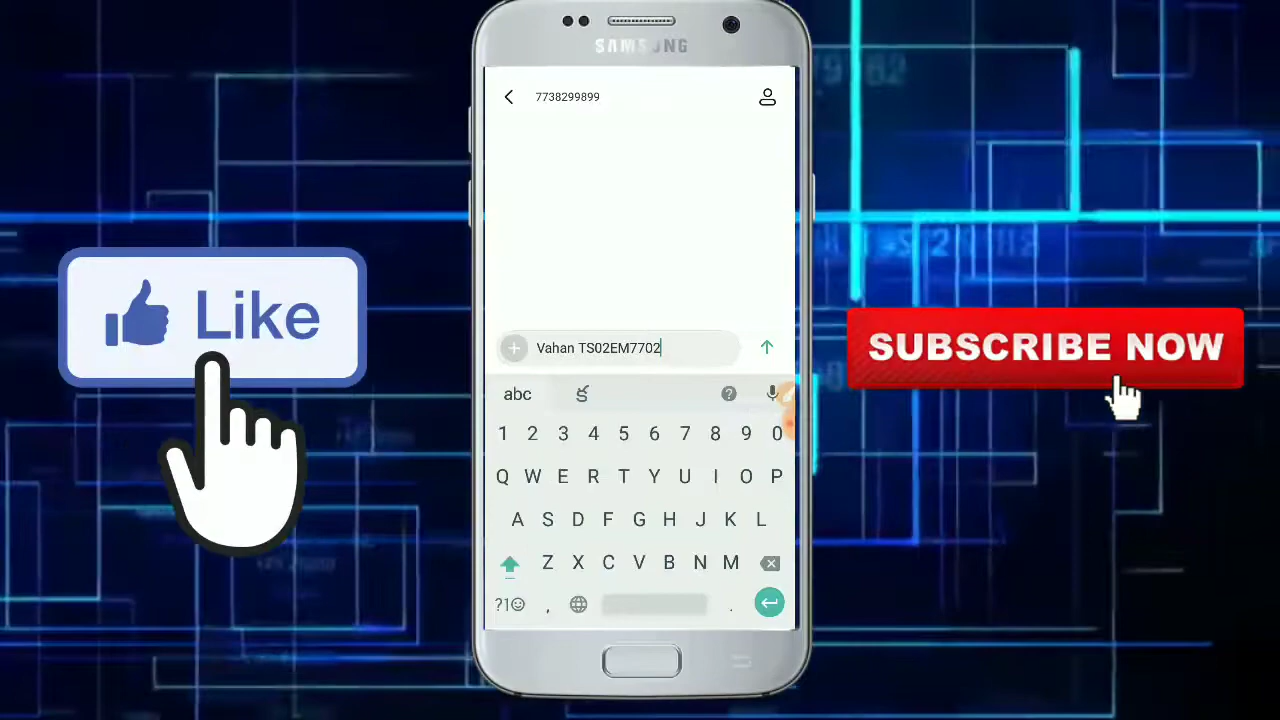 SAMSUNG
7738299899
Like
Vahan TS02EM7702
SUBSCRIBE NOW
abc క
1 2 3 4 5 6 7 8 9 0
Q W E R T Y U I O P
A S D F G H J K L
Z X C V B N M
?1☺ , .